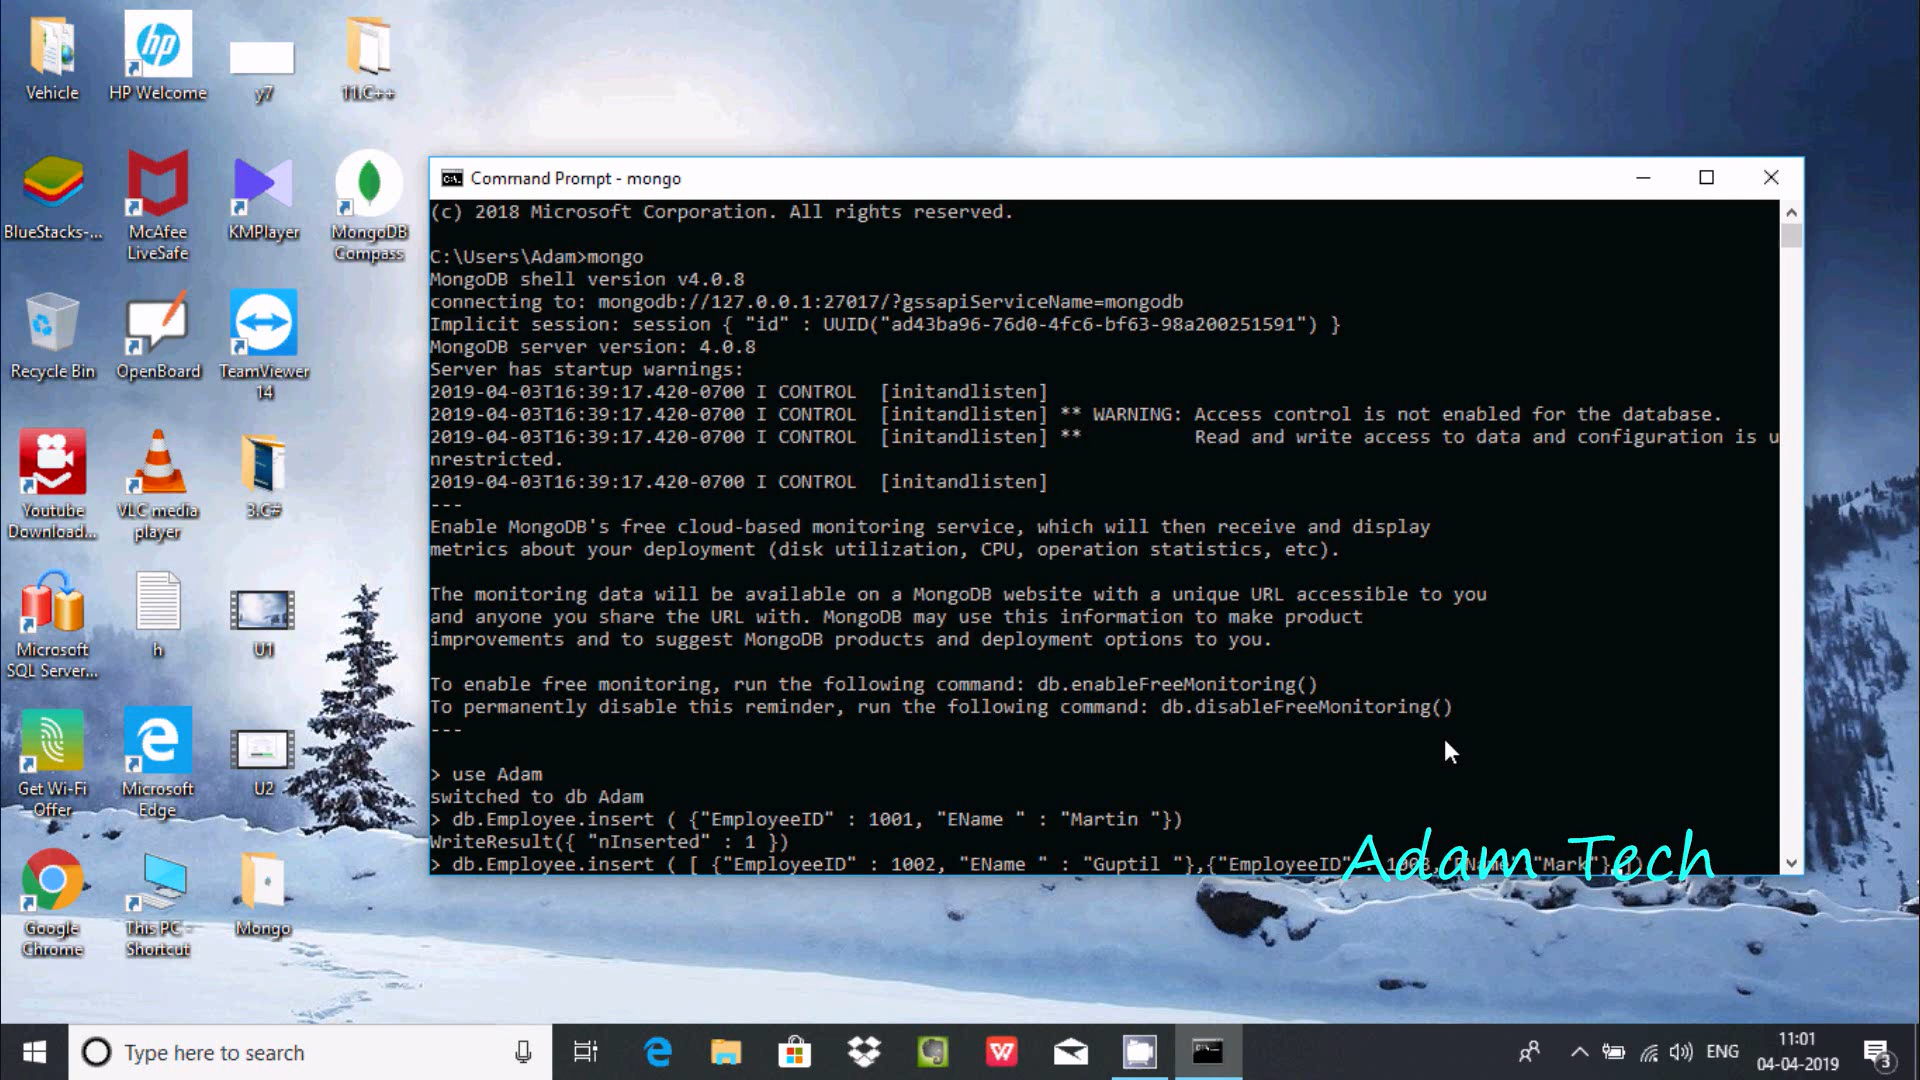 Vehicle
HP Welcome
y7
11.C++
BlueStacks-...
McAfee
LiveSafe
KMPlayer
MongoDB
Compass
Recycle Bin
OpenBoard
TeamViewer
14
Youtube
Download...
VLC media
player
3.C#
Microsoft
SQL Server...
h
U1
Get Wi-Fi
Offer
Microsoft
Edge
U2
Google
Chrome
This PC -
Shortcut
Mongo
Command Prompt - mongo
(c) 2018 Microsoft Corporation. All rights reserved.
C:\Users\Adam>mongo
MongoDB shell version v4.0.8
connecting to: mongodb://127.0.0.1:27017/?gssapiServiceName=mongodb
Implicit session: session { "id" : UUID("ad43ba96-76d0-4fc6-bf63-98a200251591") }
MongoDB server version: 4.0.8
Server has startup warnings:
2019-04-03T16:39:17.420-0700 I CONTROL  [initandlisten]
2019-04-03T16:39:17.420-0700 I CONTROL  [initandlisten] ** WARNING: Access control is not enabled for the database.
2019-04-03T16:39:17.420-0700 I CONTROL  [initandlisten] **          Read and write access to data and configuration is u
nrestricted.
2019-04-03T16:39:17.420-0700 I CONTROL  [initandlisten]
---
Enable MongoDB's free cloud-based monitoring service, which will then receive and display
metrics about your deployment (disk utilization, CPU, operation statistics, etc).
The monitoring data will be available on a MongoDB website with a unique URL accessible to you
and anyone you share the URL with. MongoDB may use this information to make product
improvements and to suggest MongoDB products and deployment options to you.
To enable free monitoring, run the following command: db.enableFreeMonitoring()
To permanently disable this reminder, run the following command: db.disableFreeMonitoring()
---
> use Adam
switched to db Adam
> db.Employee.insert ( {"EmployeeID" : 1001, "EName " : "Martin "})
WriteResult({ "nInserted" : 1 })
> db.Employee.insert ( [ {"EmployeeID" : 1002, "EName " : "Guptil "},{"EmployeeID" : 1003, "Mark"}
Adam Tech
Type here to search
ENG
11:01
04-04-2019
3